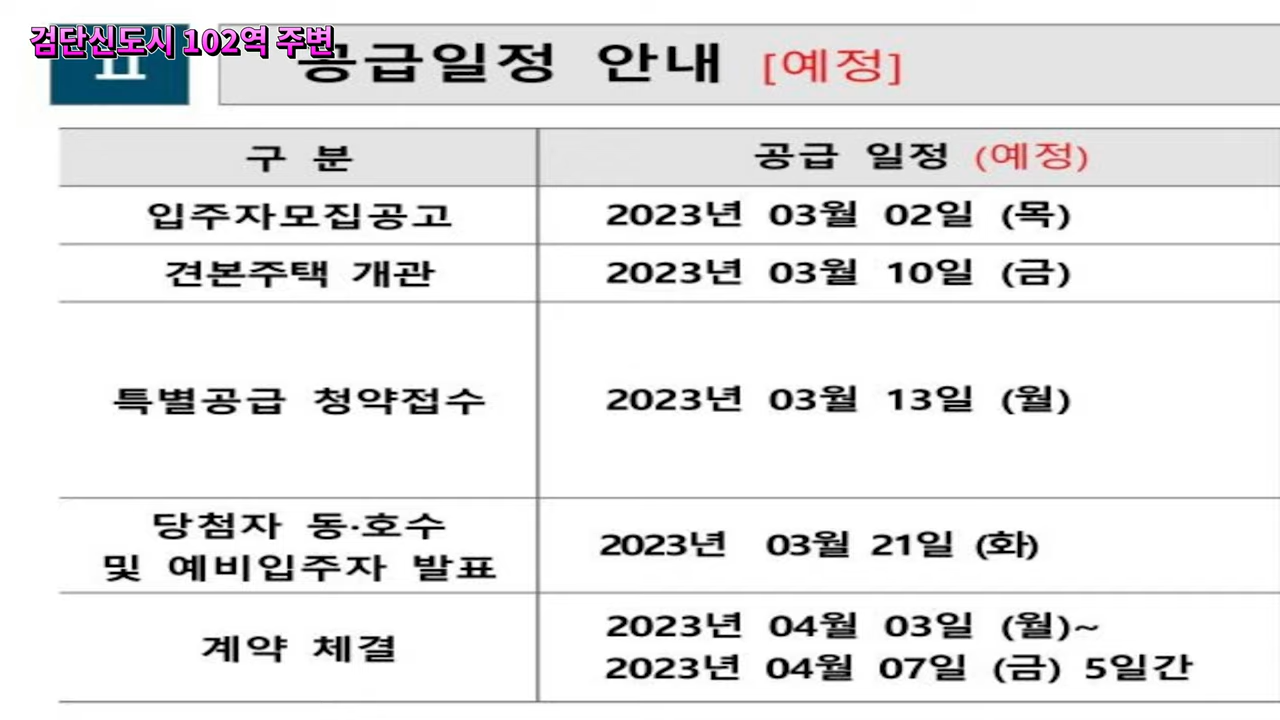 검단신도시 102역 주변
공급일정 안내 [예정]
구 분 공급 일정 (예정)
입주자모집공고 2023년 03월 02일 (목)
견본주택 개관 2023년 03월 10일 (금)
특별공급 청약접수 2023년 03월 13일 (월)
당첨자 동·호수
및 예비입주자 발표
2023년 03월 21일 (화)
계약 체결
2023년 04월 03일 (월)~
2023년 04월 07일 (금) 5일간